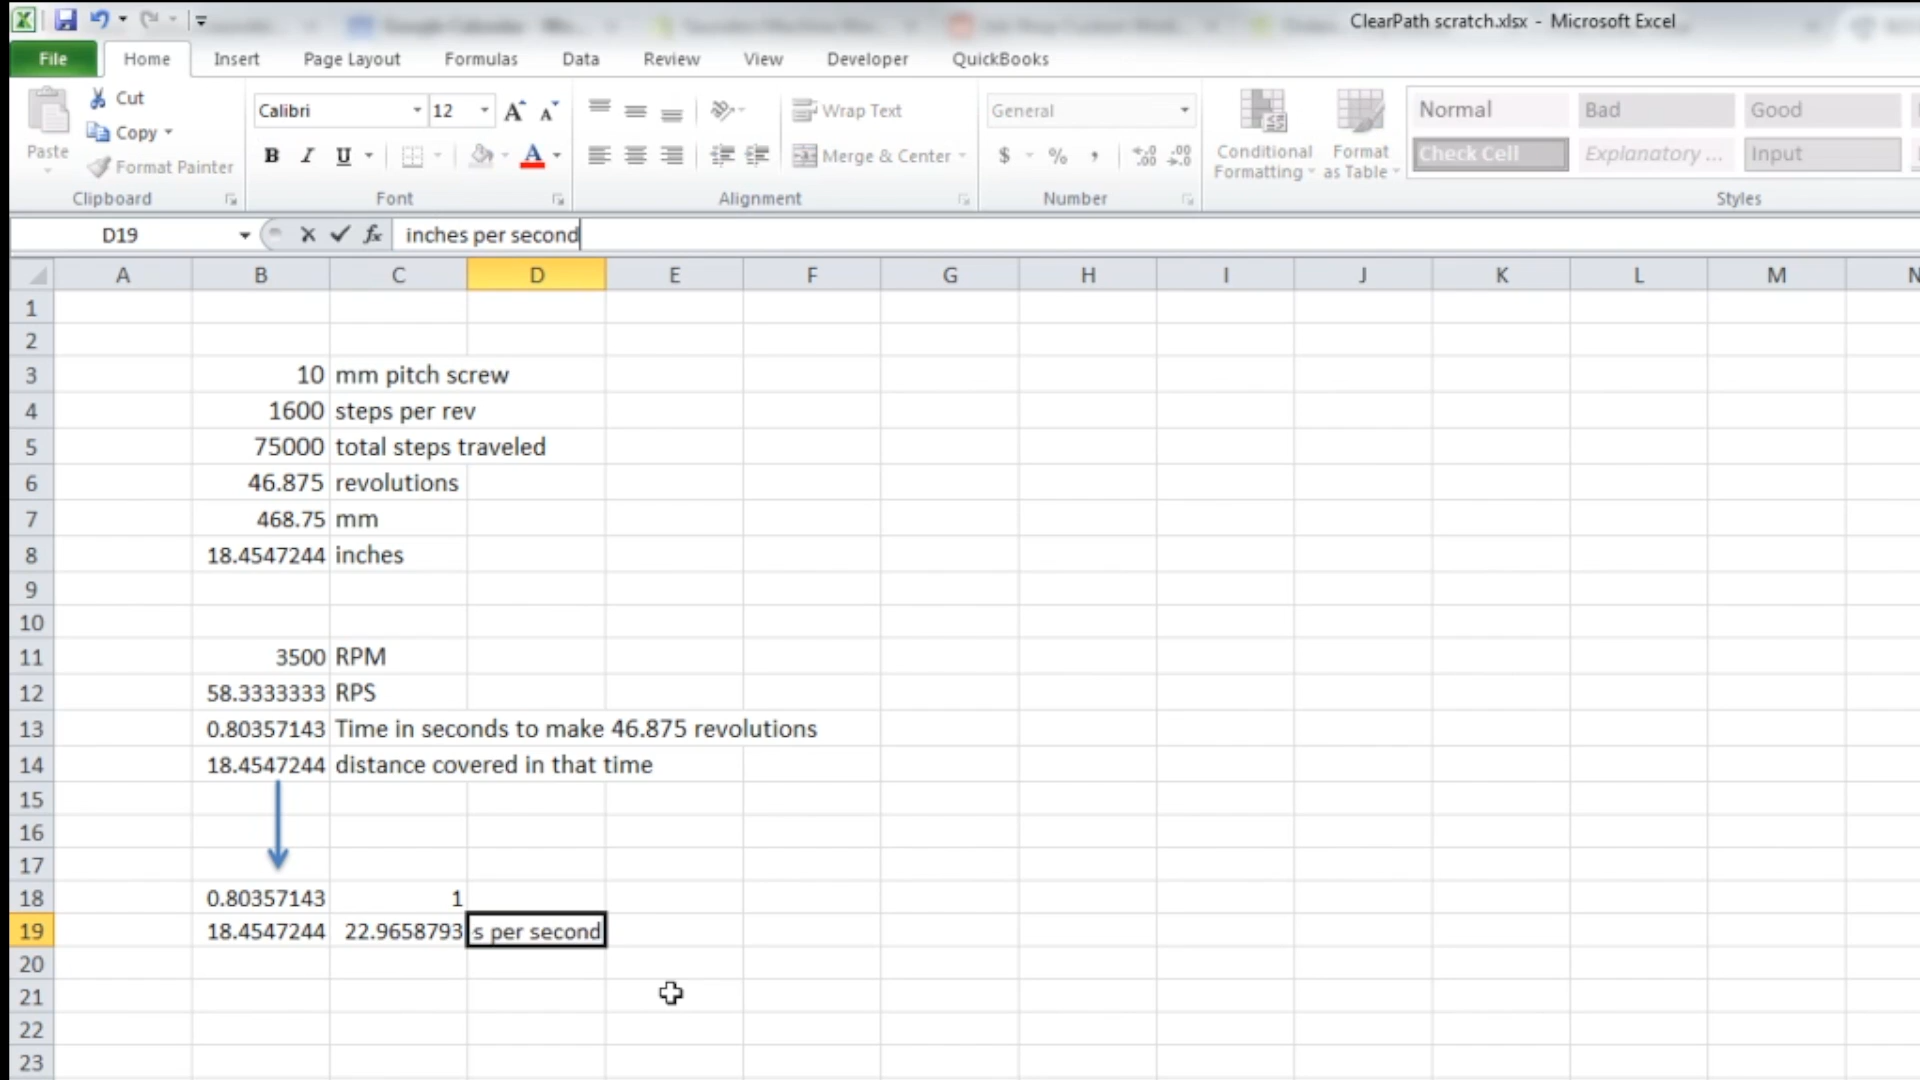 ClearPath scratch.xlsx - Microsoft Excel
File Home Insert Page Layout Formulas Data Review View Developer QuickBooks
Cut
Copy
Format Painter
Paste
Calibri 12
B I U A
Wrap Text
Merge & Center
General
$ % ,
Conditional Formatting
Format as Table
Normal Bad Good
Check Cell Explanatory ... Input
Clipboard Font Alignment Number Styles
D19 fx inches per second
A B C D E F G H I J K L M N
1
2
3 10 mm pitch screw
4 1600 steps per rev
5 75000 total steps traveled
6 46.875 revolutions
7 468.75 mm
8 18.4547244 inches
9
10
11 3500 RPM
12 58.3333333 RPS
13 0.80357143 Time in seconds to make 46.875 revolutions
14 18.4547244 distance covered in that time
15
16
17
18 0.80357143 1
19 18.4547244 22.9658793 s per second
20
21
22
23